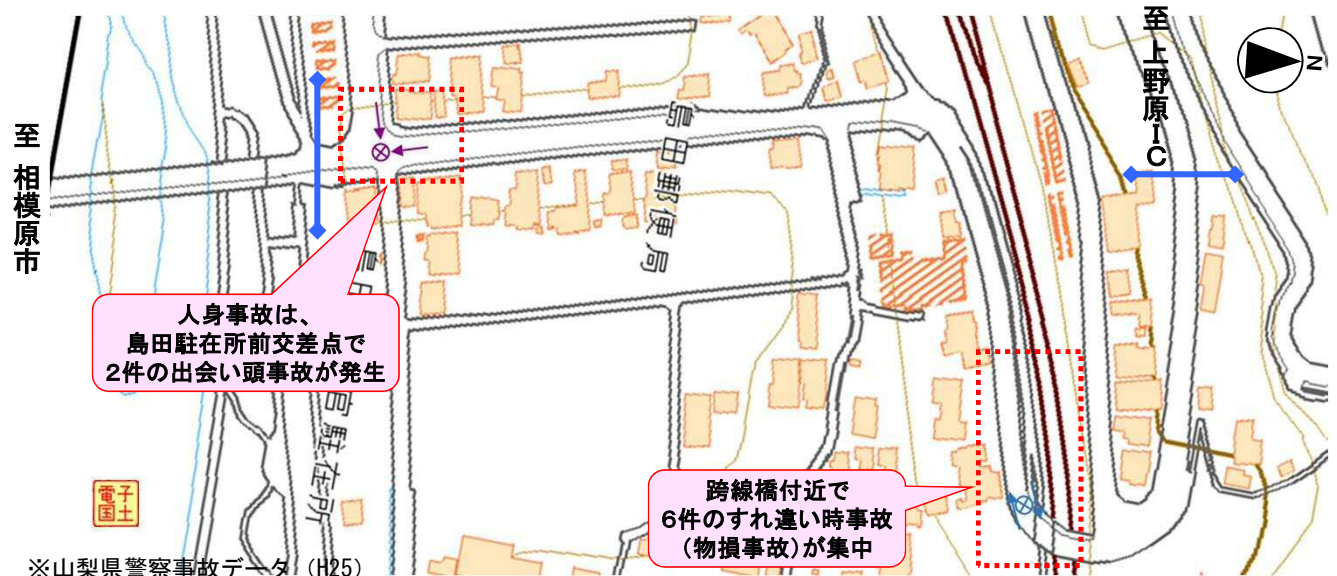 至 上野原IC
N
至 相模原市
島田郵便局
人身事故は、
島田駐在所前交差点で
2件の出会い頭事故が発生
官駐在所
跨線橋付近で
6件のすれ違い時事故
(物損事故)が集中
電子
国土
※山梨県警察事故データ (H25)